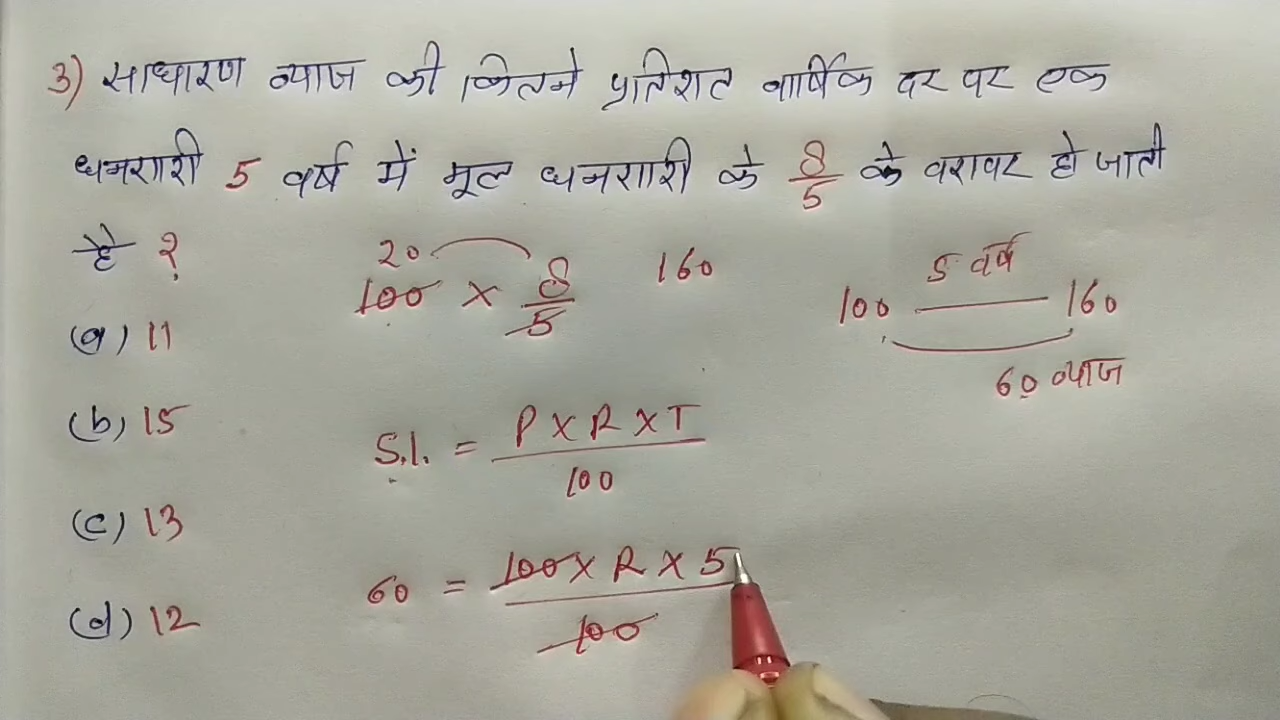 3) साधारण व्याज की कितने प्रतिशत वार्षिक दर पर एक
धनराशी 5 वर्ष में मूल धनराशी के 8/5 के बराबर हो जाती
है ?
20
100 × 8/5 160
5 वर्ष
100 — 160
60 व्याज
(a) 11
(b) 15
(c) 13
(d) 12
S.I. = P × R × T / 100
60 = 100 × R × 5 / 100